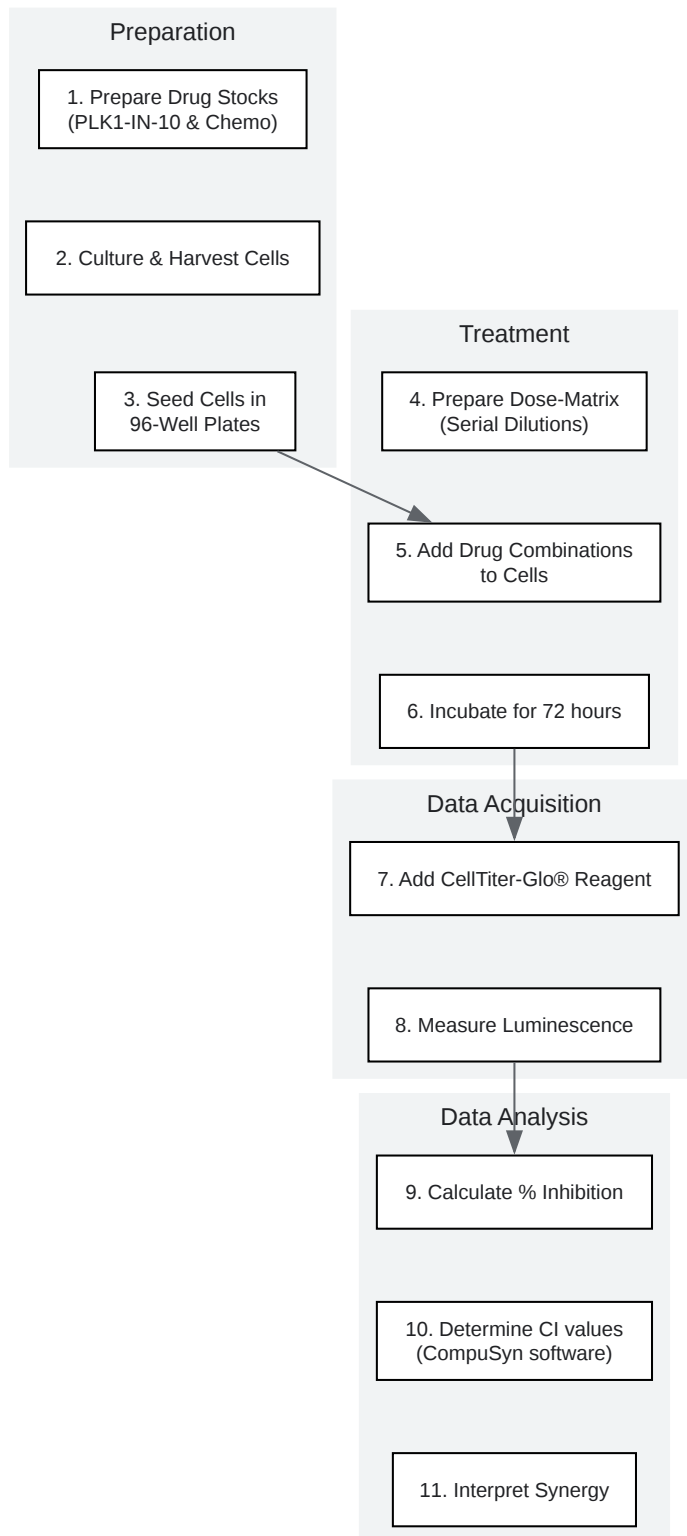 Preparation
1. Prepare Drug Stocks
(PLK1-IN-10 & Chemo)
2. Culture & Harvest Cells
3. Seed Cells in
96-Well Plates
Treatment
4. Prepare Dose-Matrix
(Serial Dilutions)
5. Add Drug Combinations
to Cells
6. Incubate for 72 hours
Data Acquisition
7. Add CellTiter-Glo® Reagent
8. Measure Luminescence
Data Analysis
9. Calculate % Inhibition
10. Determine CI values
(CompuSyn software)
11. Interpret Synergy